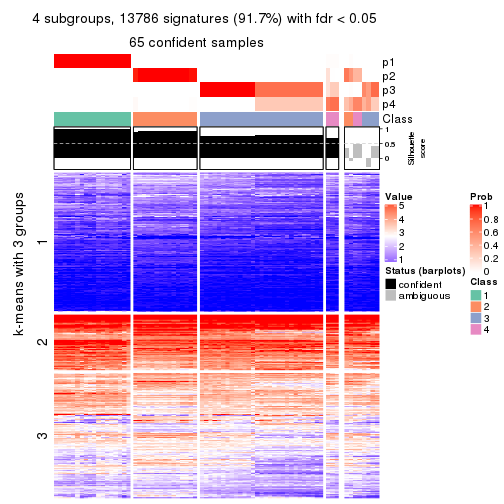 4 subgroups, 13786 signatures (91.7%) with fdr < 0.05
65 confident samples
p1
p2
p3
p4
Class
1
0.5
0
Silhouette
score
k-means with 3 groups
1
2
3
Value
5
4
3
2
1
Status (barplots)
confident
ambiguous
Prob
1
0.8
0.6
0.4
0.2
0
Class
1
2
3
4